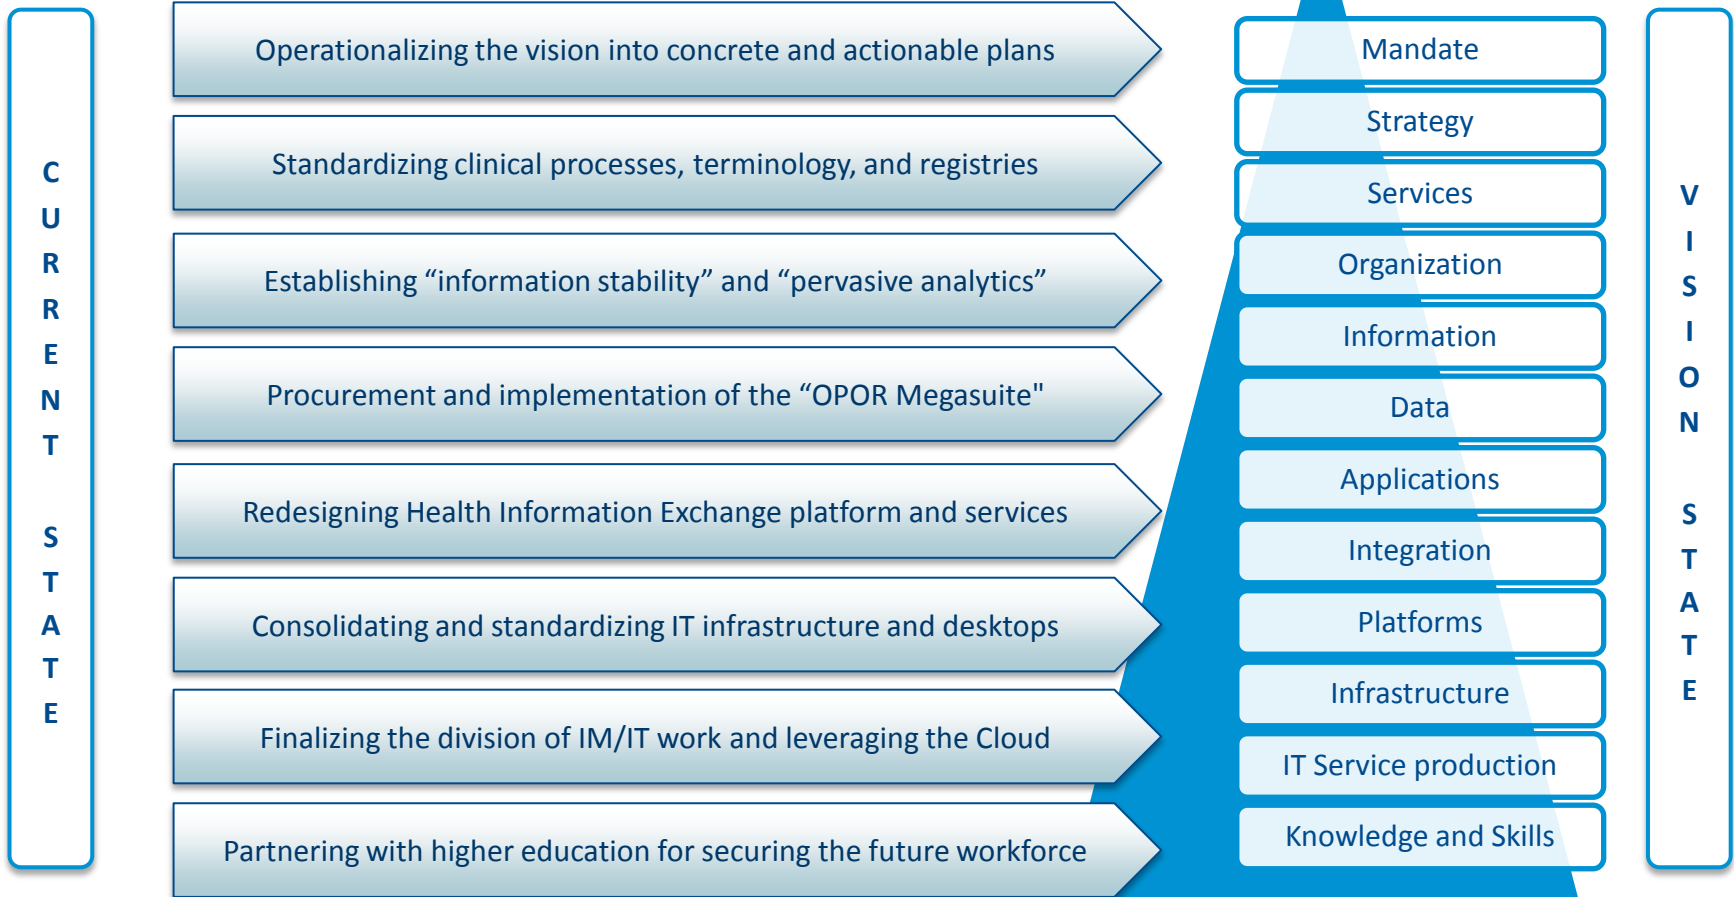 CURRENT STATE
Operationalizing the vision into concrete and actionable plans
Standardizing clinical processes, terminology, and registries
Establishing “information stability” and “pervasive analytics”
Procurement and implementation of the “OPOR Megasuite"
Redesigning Health Information Exchange platform and services
Consolidating and standardizing IT infrastructure and desktops
Finalizing the division of IM/IT work and leveraging the Cloud
Partnering with higher education for securing the future workforce
Mandate
Strategy
Services
Organization
Information
Data
Applications
Integration
Platforms
Infrastructure
IT Service production
Knowledge and Skills
VISION STATE